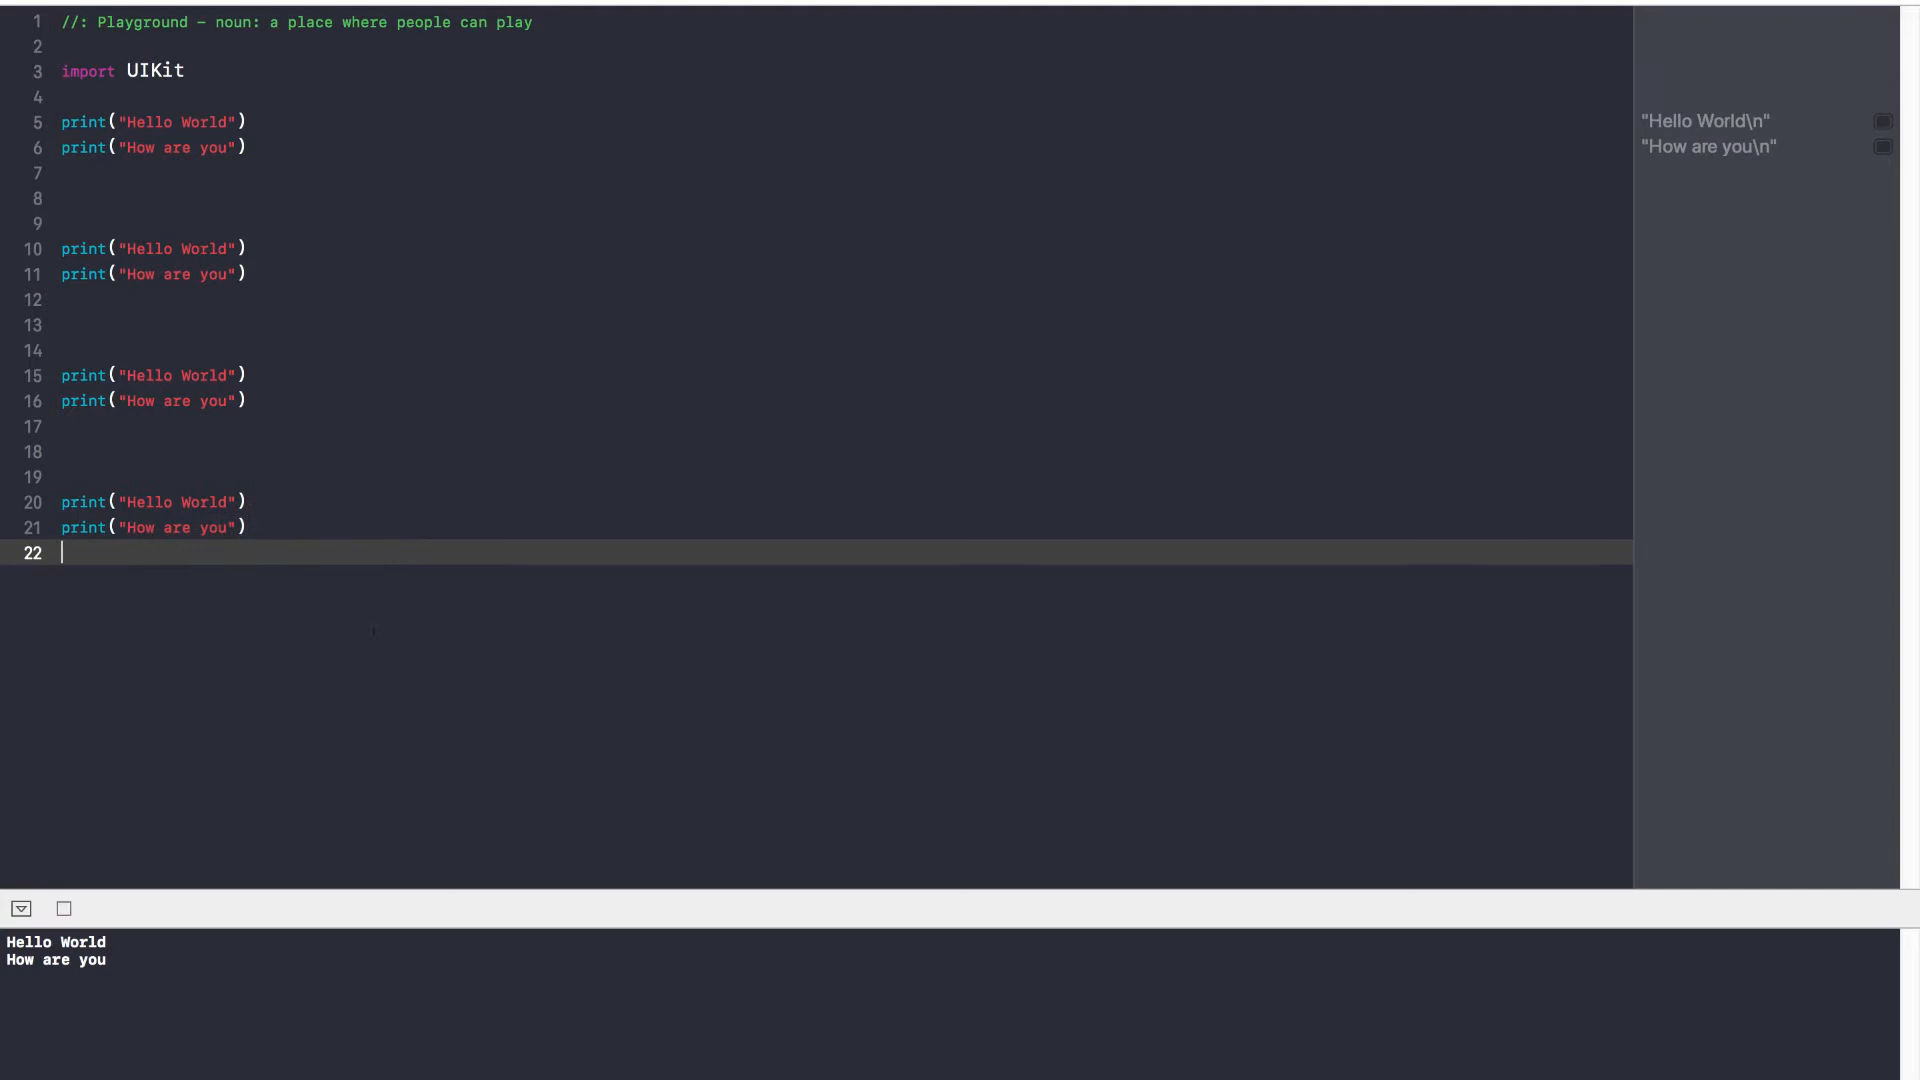 1 //: Playground - noun: a place where people can play
2
3 import UIKit
4
5 print("Hello World") "Hello World\n"
6 print("How are you") "How are you\n"
7
8
9
10 print("Hello World")
11 print("How are you")
12
13
14
15 print("Hello World")
16 print("How are you")
17
18
19
20 print("Hello World")
21 print("How are you")
22
Hello World
How are you